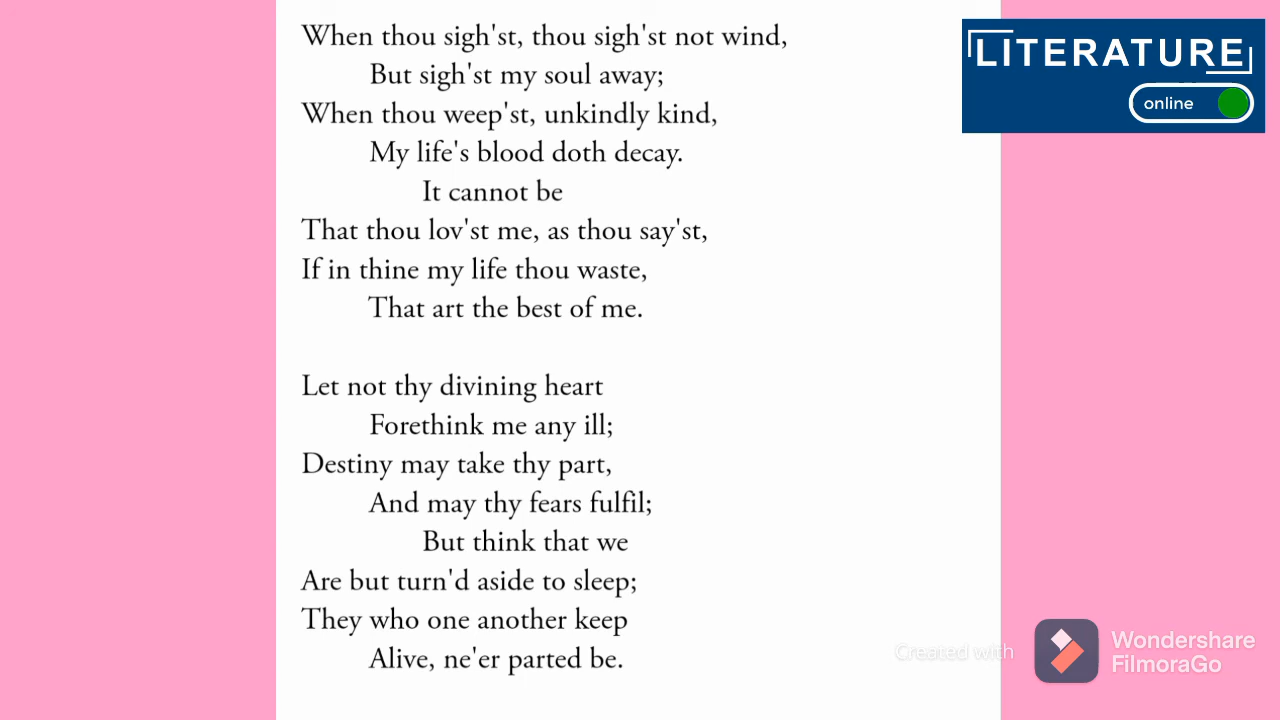 When thou sigh'st, thou sigh'st not wind,
But sigh'st my soul away;
When thou weep'st, unkindly kind,
My life's blood doth decay.
It cannot be
That thou lov'st me, as thou say'st,
If in thine my life thou waste,
That art the best of me.
Let not thy divining heart
Forethink me any ill;
Destiny may take thy part,
And may thy fears fulfil;
But think that we
Are but turn'd aside to sleep;
They who one another keep
Alive, ne'er parted be.
LITERATURE
online
Created with
Wondershare
FilmoraGo